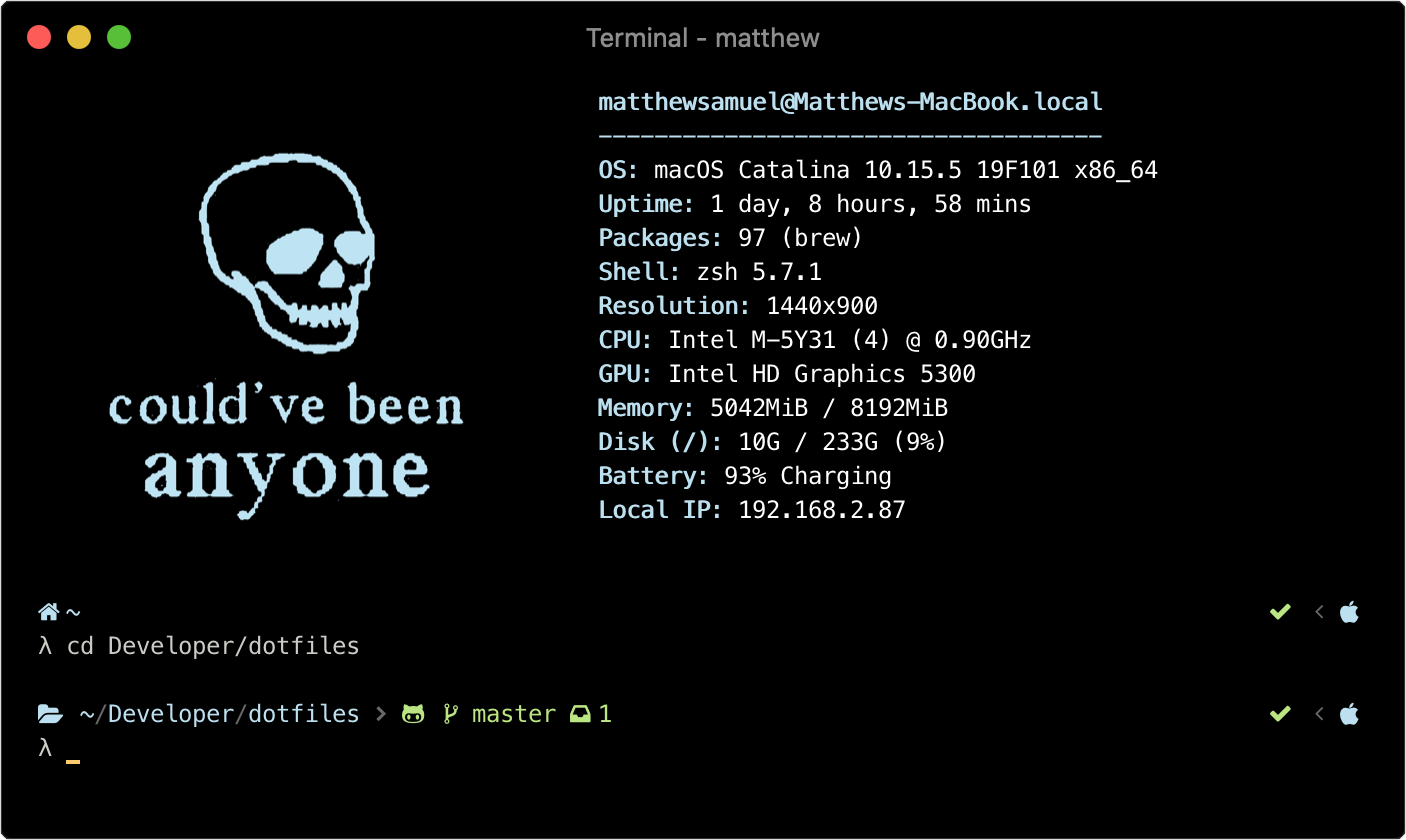 Terminal - matthew
could've been
anyone
matthewsamuel@Matthews-MacBook.local
------------------------------------
OS: macOS Catalina 10.15.5 19F101 x86_64
Uptime: 1 day, 8 hours, 58 mins
Packages: 97 (brew)
Shell: zsh 5.7.1
Resolution: 1440x900
CPU: Intel M-5Y31 (4) @ 0.90GHz
GPU: Intel HD Graphics 5300
Memory: 5042MiB / 8192MiB
Disk (/): 10G / 233G (9%)
Battery: 93% Charging
Local IP: 192.168.2.87
~ <
λ cd Developer/dotfiles
~/Developer/dotfiles > master 1 <
λ _